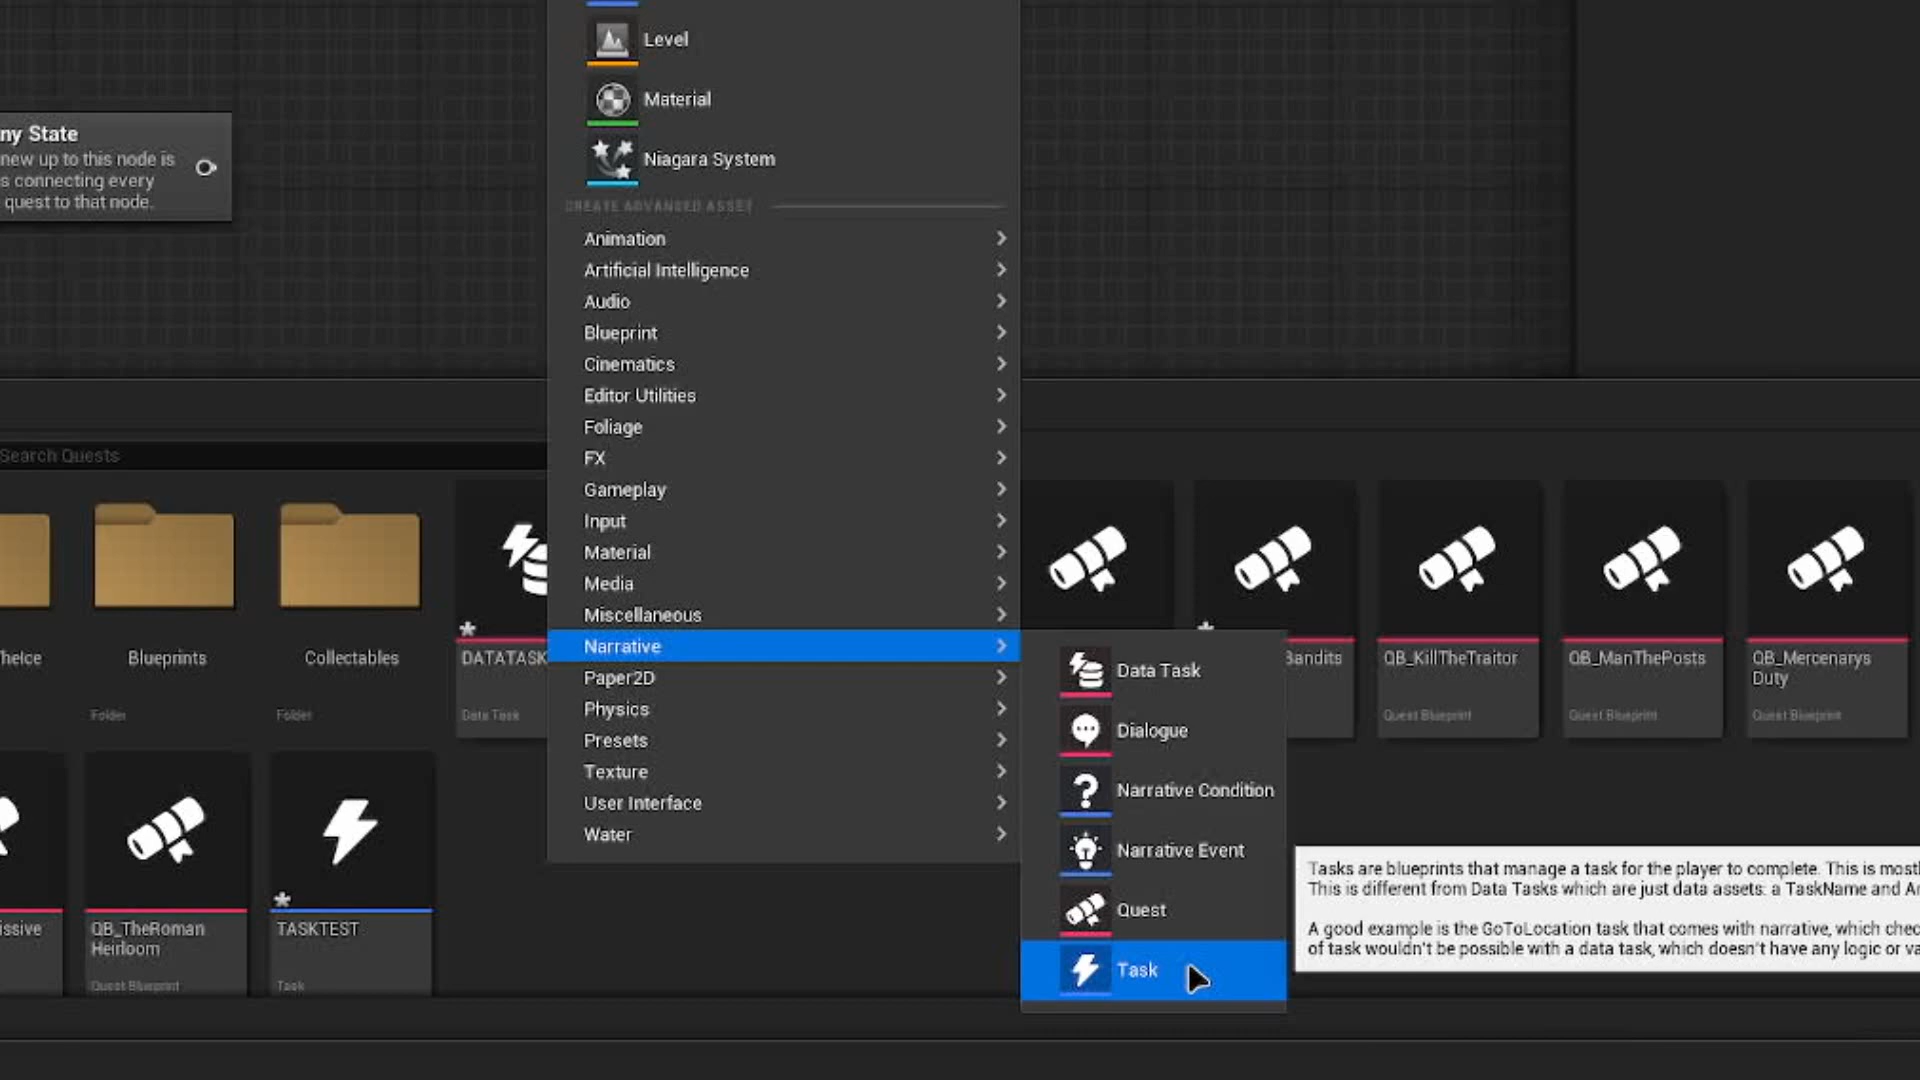 Level
Material
Niagara System
ny State
new up to this node is
s connecting every
quest to that node.
CREATE ADVANCED ASSET
Animation
Artificial Intelligence
Audio
Blueprint
Cinematics
Editor Utilities
Foliage
FX
Gameplay
Input
Material
Media
Miscellaneous
Narrative
Paper2D
Physics
Presets
Texture
User Interface
Water
Search Quests
TheIce
Blueprints
Folder
Collectables
Folder
DATATASK
Data Task
Bandits
QB_KillTheTraitor
Quest Blueprint
QB_ManThePosts
Quest Blueprint
QB_Mercenarys
Duty
Quest Blueprint
Data Task
Dialogue
Narrative Condition
Narrative Event
Quest
Task
issive
QB_TheRoman
Heirloom
Quest Blueprint
TASKTEST
Task
Tasks are blueprints that manage a task for the player to complete. This is mostl
This is different from Data Tasks which are just data assets: a TaskName and Ar
A good example is the GoToLocation task that comes with narrative, which chec
of task wouldn't be possible with a data task, which doesn't have any logic or va